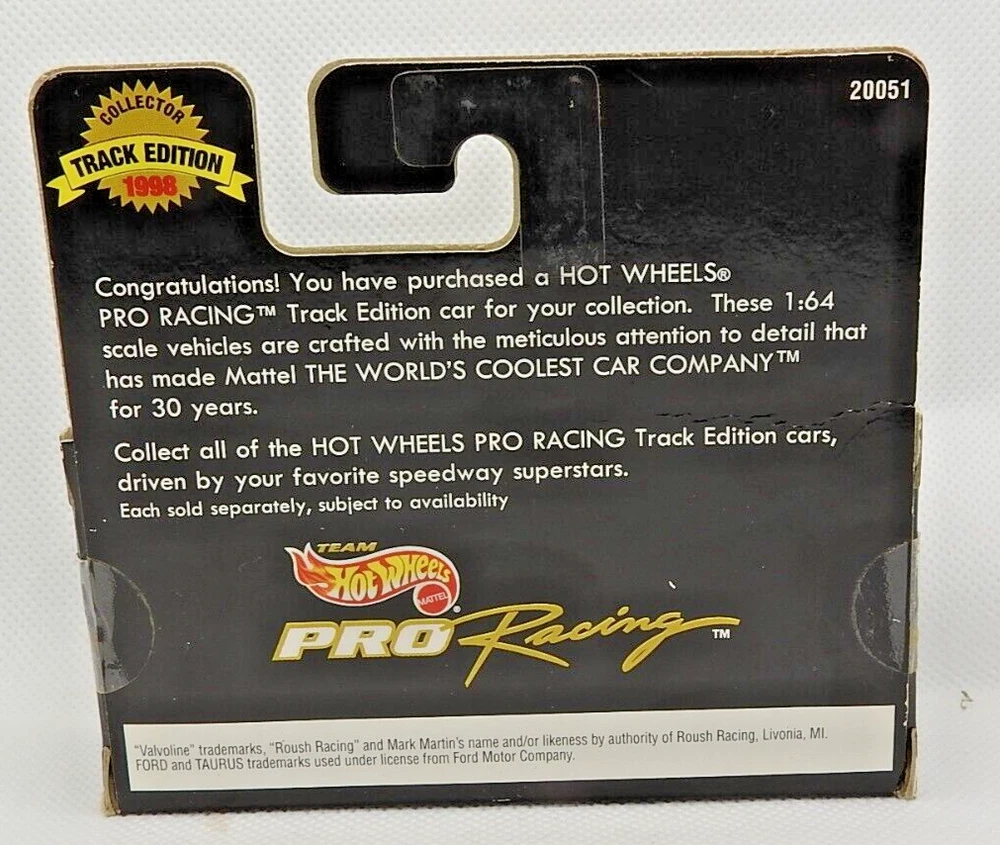 COLLECTOR
TRACK EDITION
1998
20051
Congratulations! You have purchased a HOT WHEELS®
PRO RACING™ Track Edition car for your collection. These 1:64
scale vehicles are crafted with the meticulous attention to detail that
has made Mattel THE WORLD'S COOLEST CAR COMPANY™
for 30 years.
Collect all of the HOT WHEELS PRO RACING Track Edition cars,
driven by your favorite speedway superstars.
Each sold separately, subject to availability
TEAM
Hot Wheels
MATTEL ®
PRO Racing ™
"Valvoline" trademarks, "Roush Racing" and Mark Martin's name and/or likeness by authority of Roush Racing, Livonia, MI.
FORD and TAURUS trademarks used under license from Ford Motor Company.